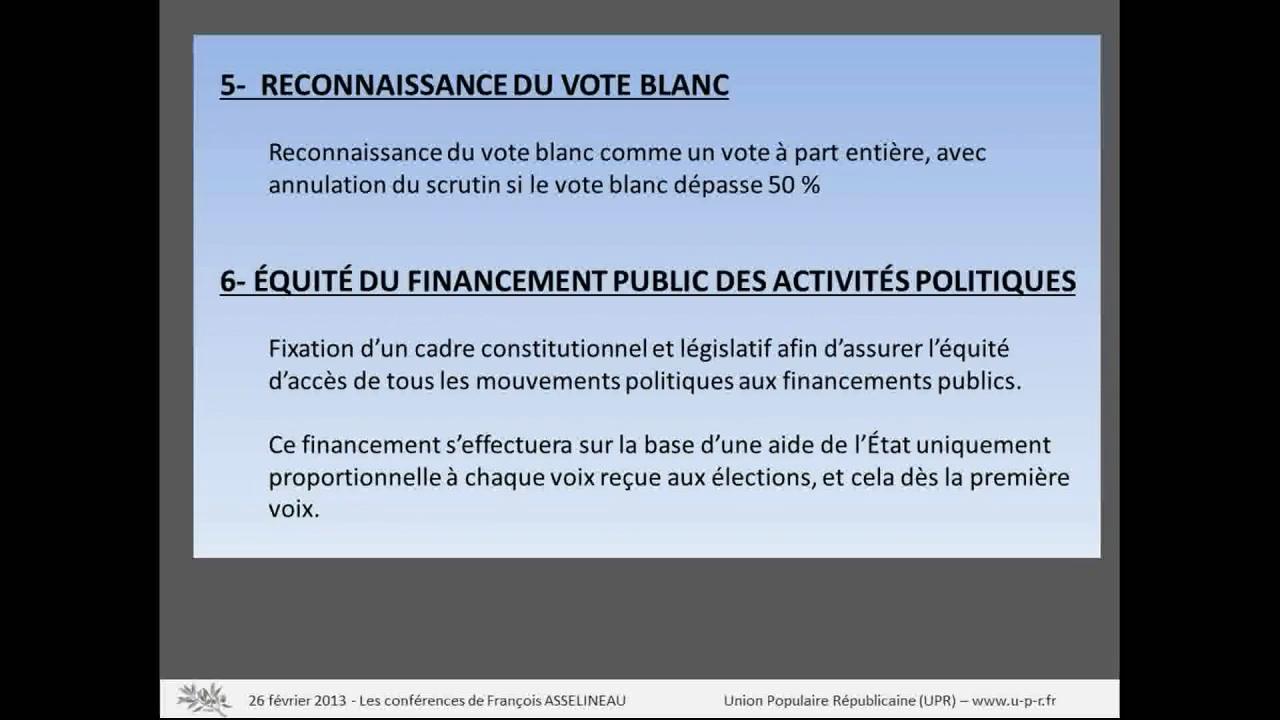 5- RECONNAISSANCE DU VOTE BLANC
Reconnaissance du vote blanc comme un vote à part entière, avec
annulation du scrutin si le vote blanc dépasse 50 %
6- ÉQUITÉ DU FINANCEMENT PUBLIC DES ACTIVITÉS POLITIQUES
Fixation d’un cadre constitutionnel et législatif afin d’assurer l’équité
d’accès de tous les mouvements politiques aux financements publics.
Ce financement s’effectuera sur la base d’une aide de l’État uniquement
proportionnelle à chaque voix reçue aux élections, et cela dès la première
voix.
26 février 2013 - Les conférences de François ASSELINEAU
Union Populaire Républicaine (UPR) – www.u-p-r.fr